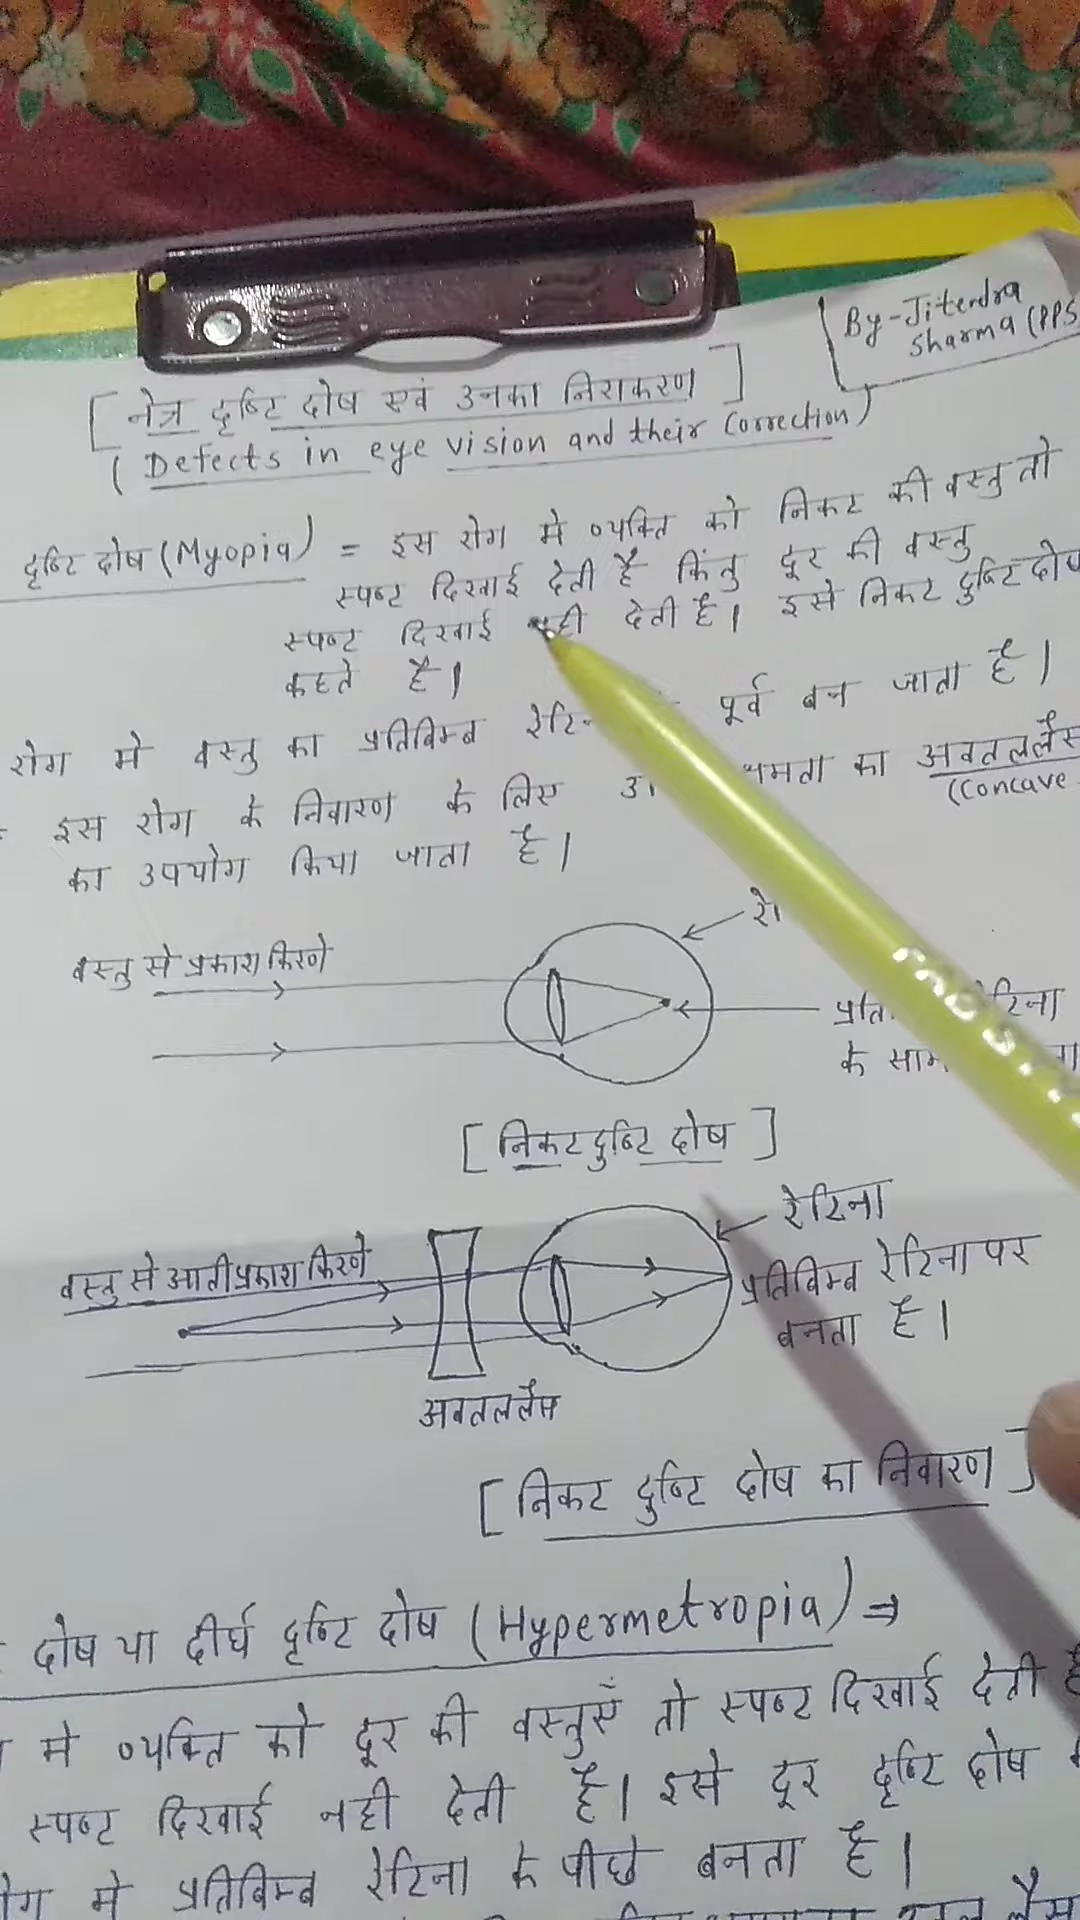 By - Jitendra
Sharma (PPS
[ नेत्र दृष्टि दोष एवं उनका निराकरण ]
( Defects in eye vision and their Correction )
दृष्टि दोष (Myopia) = इस रोग मे व्यक्ति को निकट की वस्तु तो
स्पष्ट दिखाई देती है किंतु दूर की वस्तु
स्पष्ट दिखाई नही देती है। इसे निकट दृष्टि दोष
कहते है।
रोग मे वस्तु का प्रतिबिम्ब पूर्व बन जाता है।
इस रोग के निवारण के लिए क्षमता का अवतल लैंस
(Concave
का उपयोग किया जाता है।
वस्तु से प्रकाश किरणे
के
[ निकट दृष्टि दोष ]
रेटिना
वस्तु से आती प्रकाश किरणे
प्रतिबिम्ब रेटिना पर
बनता है।
अवतल लैंस
[ निकट दृष्टि दोष का निवारण ]
दोष या दीर्घ दृष्टि दोष (Hypermetropia) ⇒
मे व्यक्ति को दूर की वस्तुएँ तो स्पष्ट दिखाई देती
स्पष्ट दिखाई नही देती है। इसे दूर दृष्टि दोष
मे प्रतिबिम्ब रेटिना के पीछे बनता है।